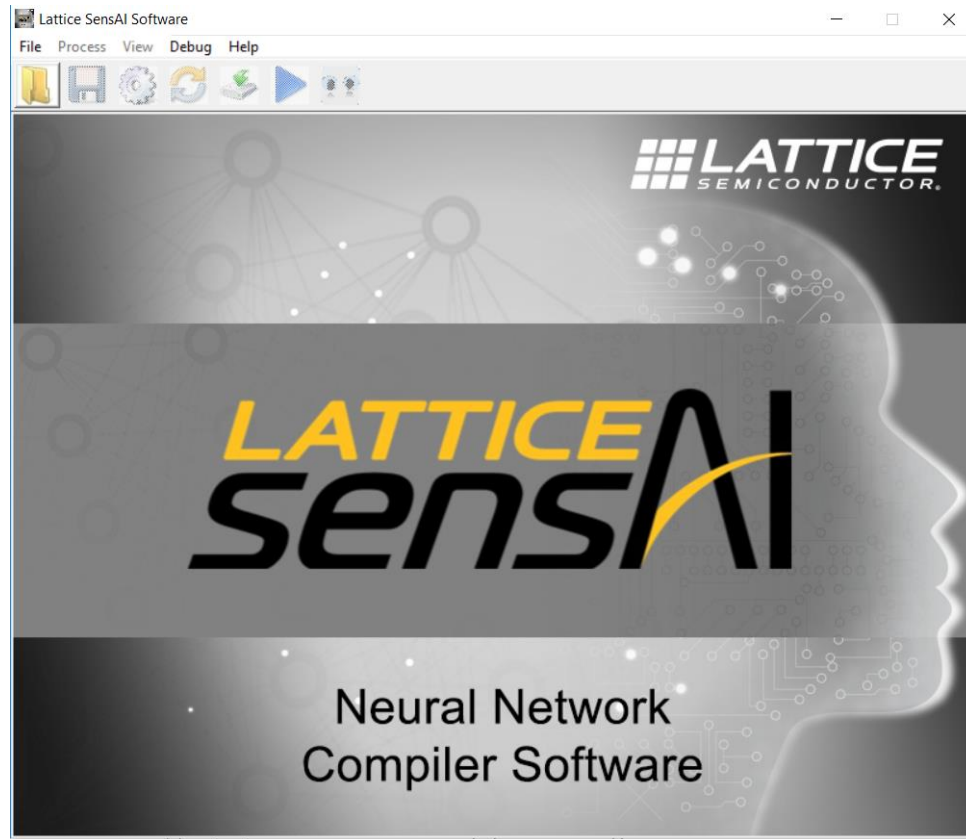 Lattice SensAI Software
File Process View Debug Help
LATTICE
SEMICONDUCTOR.
LATTICE
sensAI
Neural Network
Compiler Software